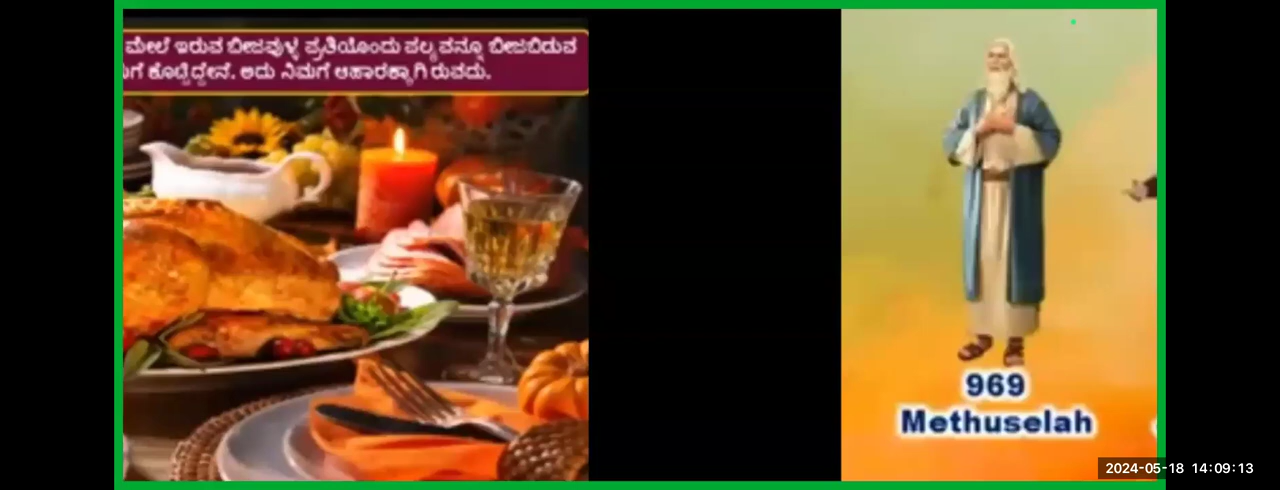 ಮೇಲೆ ಇರುವ ಬೀಜವುಳ್ಳ ಪ್ರತಿಯೊಂದು ಪಲ್ಯವನ್ನೂ ಬೀಜಬಿಡುವ
ಕೊಟ್ಟಿದ್ದೇನೆ. ಅದು ನಿಮಗೆ ಆಹಾರಕ್ಕಾಗಿ ರುವದು.
969
Methuselah
2024-05-18 14:09:13